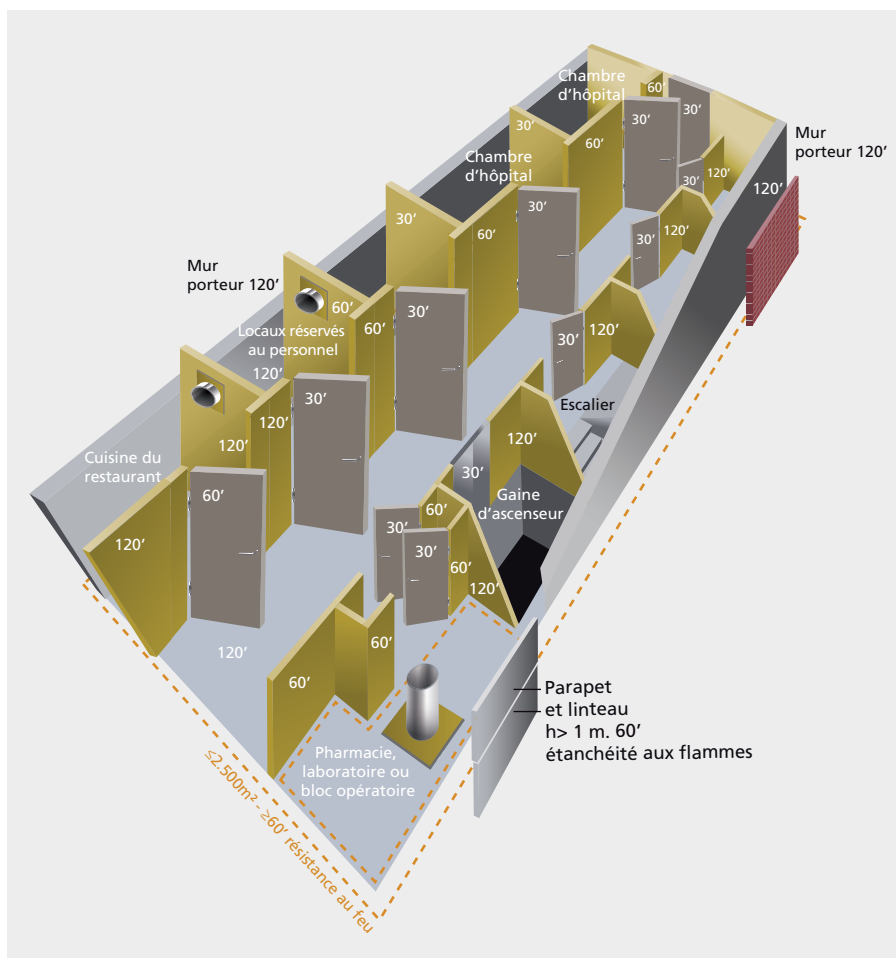 Chambre
d'hôpital
60'
30'
30'
30'
Mur
porteur 120'
Chambre
d'hôpital
60'
30'
120'
120'
30'
30'
60'
120'
30'
Mur
porteur 120'
60'
Locaux réservés
au personnel
60'
30'
120'
30'
120'
Escalier
30'
120'
120'
120'
Cuisine du
restaurant
60'
30'
Gaine
d'ascenseur
60'
30'
120'
30'
60'
120'
120'
60'
60'
Parapet
et linteau
h> 1 m. 60'
étanchéité aux flammes
Pharmacie,
laboratoire ou
bloc opératoire
≤2.500m² - ≥60' résistance au feu